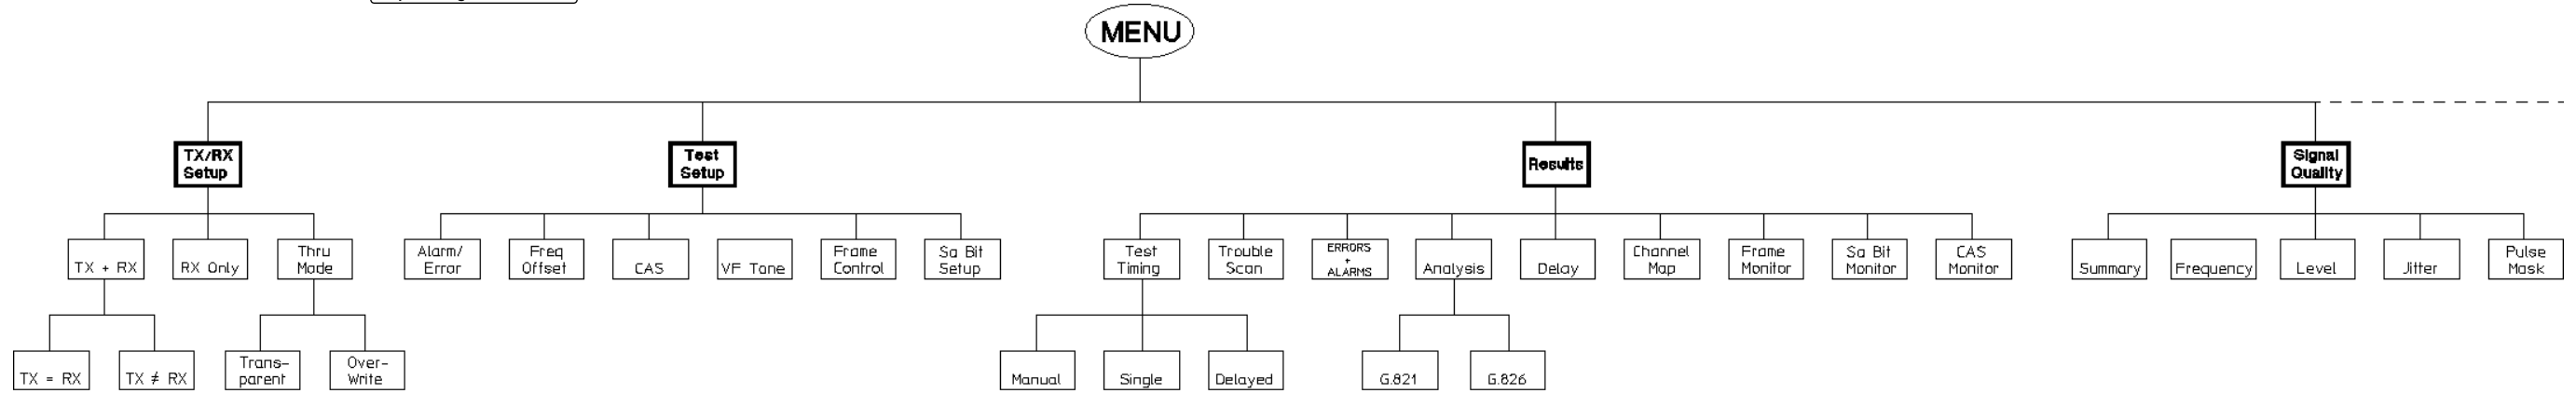 MENU
TX/RX
Setup
Test
Setup
Results
Signal
Quality
TX + RX
RX Only
Thru
Mode
Alarm/
Error
Freq
Offset
CAS
VF Tone
Frame
Control
Sa Bit
Setup
Test
Timing
Trouble
Scan
ERRORS
+
ALARMS
Analysis
Delay
Channel
Map
Frame
Monitor
Sa Bit
Monitor
CAS
Monitor
Summary
Frequency
Level
Jitter
Pulse
Mask
TX = RX
TX ≠ RX
Trans-
parent
Over-
Write
Manual
Single
Delayed
G.821
G.826